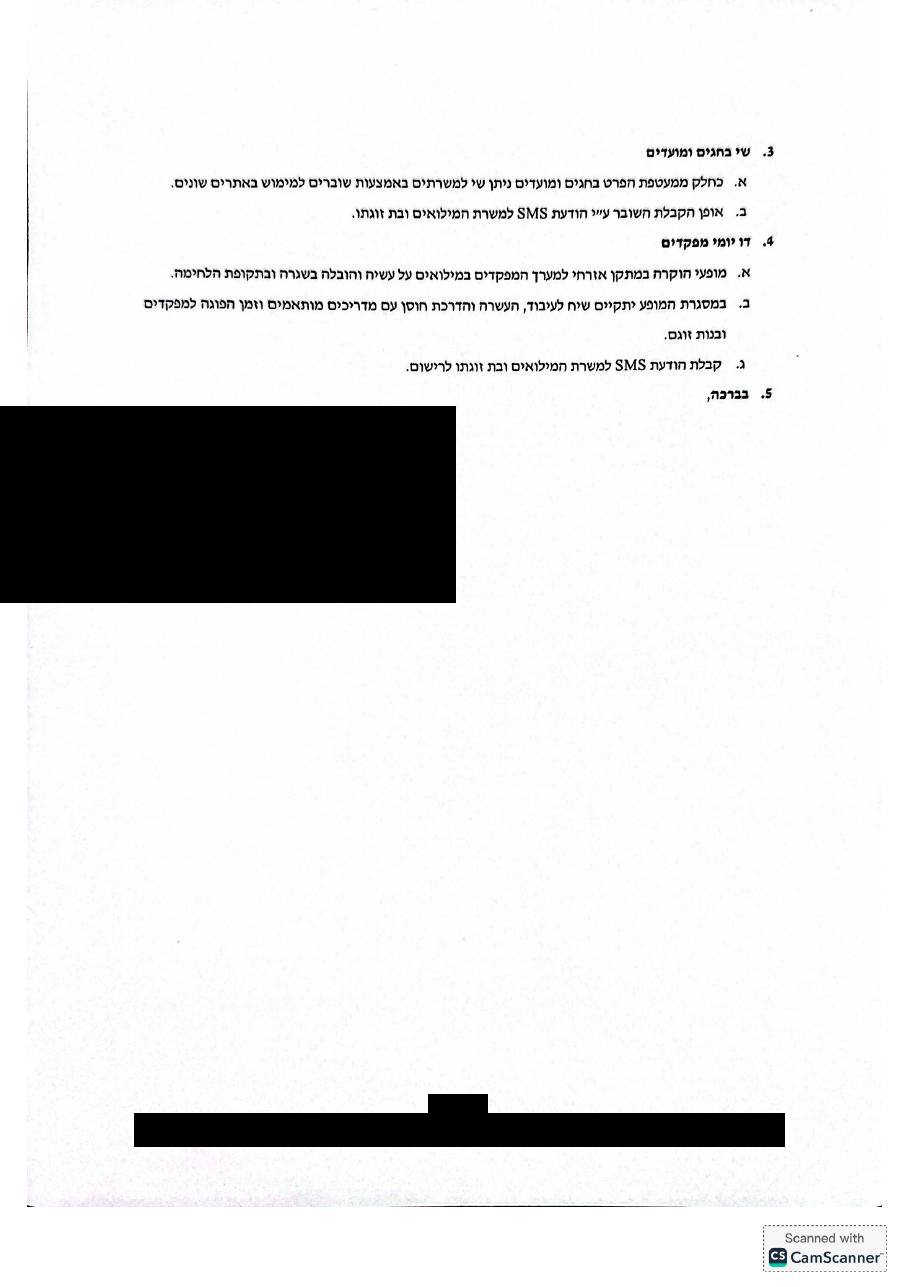 3. שי בחגים ומועדים
א. כחלק ממעטפת הפרט בחגים ומועדים ניתן שי למשרתים באמצעות שוברים למימוש באתרים שונים.
ב. אופן הקבלת השובר ע״י הודעת SMS למשרת המילואים ובת זוגתו.
4. דו יומי מפקדים
א. מופעי הוקרה במתקן אזרחי למערך המפקדים במילואים על עשיה והובלה בשגרה ובתקופת הלחימה.
ב. במסגרת המופע יתקיים שיח לעיבוד, העשרה והדרכת חוסן עם מדריכים מותאמים וזמן הפוגה למפקדים
ובנות זוגם.
ג. קבלת הודעת SMS למשרת המילואים ובת זוגתו לרישום.
5. בברכה,
Scanned with
CS CamScanner